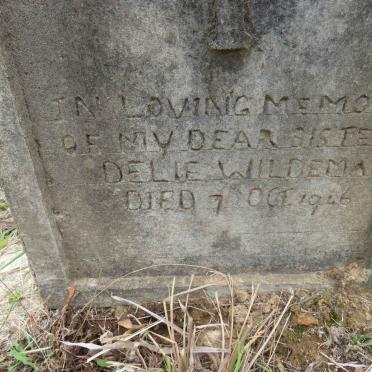 IN LOVING MEMO
OF MY DEAR SISTE
DELIE WILDEMA
DIED 7 OCT 1946